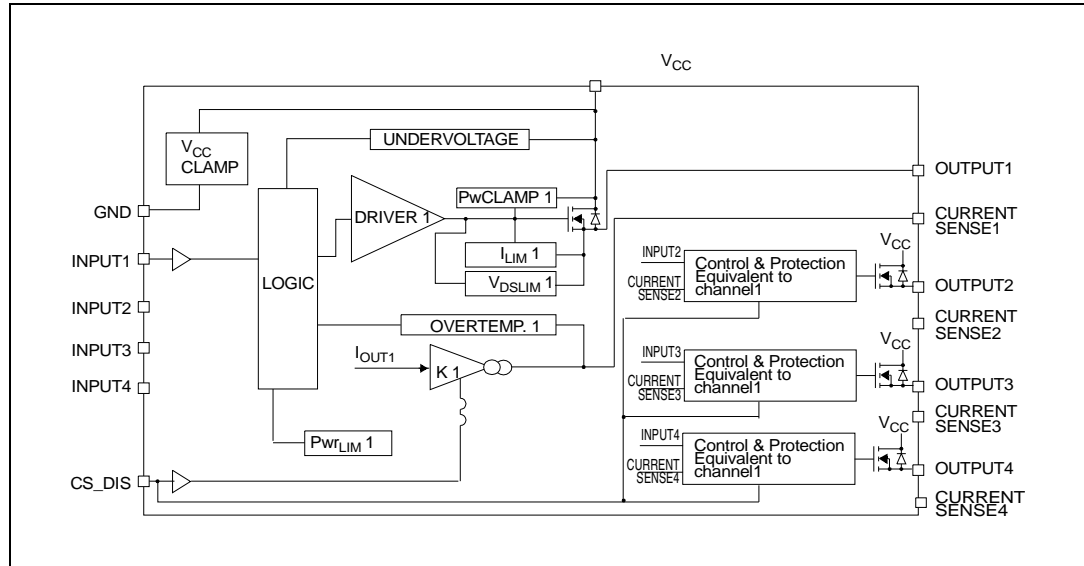 VCC
VCC
CLAMP
UNDERVOLTAGE
PwCLAMP 1
DRIVER 1
ILIM 1
VDSLIM 1
LOGIC
OVERTEMP. 1
IOUT1
K 1
PwrLIM 1
GND
INPUT1
INPUT2
INPUT3
INPUT4
CS_DIS
OUTPUT1
CURRENT
SENSE1
INPUT2
CURRENT
SENSE2
Control & Protection
Equivalent to
channel1
VCC
OUTPUT2
CURRENT
SENSE2
INPUT3
CURRENT
SENSE3
Control & Protection
Equivalent to
channel1
VCC
OUTPUT3
CURRENT
SENSE3
INPUT4
CURRENT
SENSE4
Control & Protection
Equivalent to
channel1
VCC
OUTPUT4
CURRENT
SENSE4